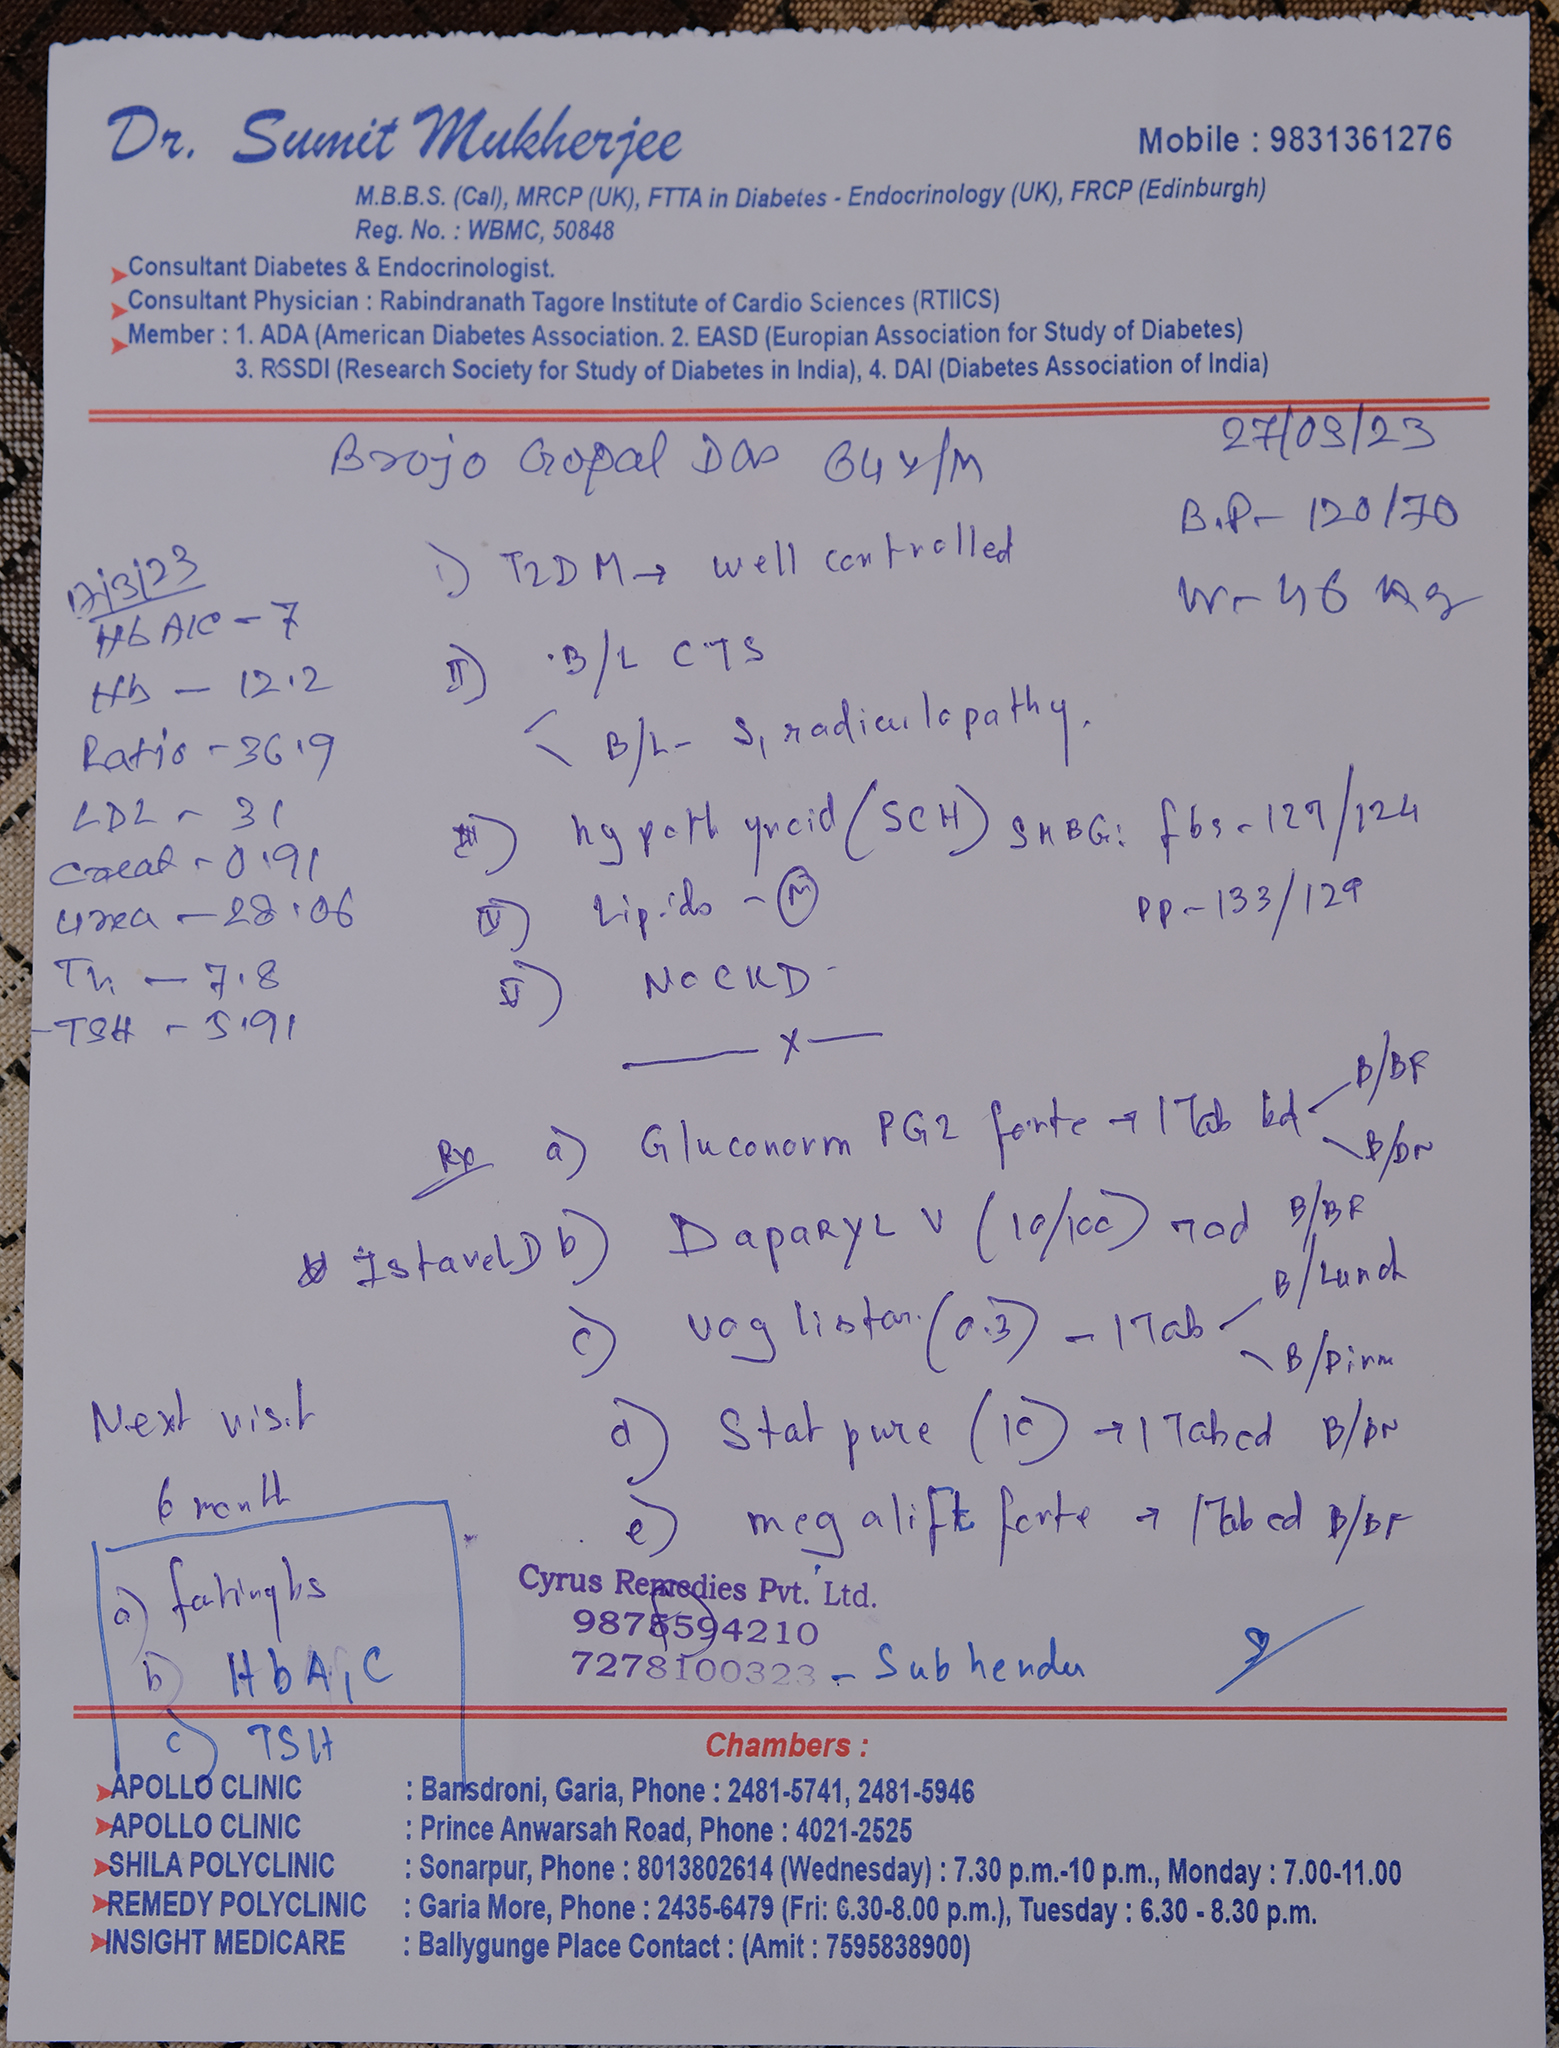 Dr. Sumit Mukherjee
Mobile : 9831361276
M.B.B.S. (Cal), MRCP (UK), FTTA in Diabetes - Endocrinology (UK), FRCP (Edinburgh)
Reg. No. : WBMC, 50848
Consultant Diabetes & Endocrinologist.
Consultant Physician : Rabindranath Tagore Institute of Cardio Sciences (RTIICS)
Member : 1. ADA (American Diabetes Association. 2. EASD (Europian Association for Study of Diabetes)
3. RSSDI (Research Society for Study of Diabetes in India), 4. DAI (Diabetes Association of India)
Brojo Gopal Das 64 y/M
27/09/23
B.P - 120/70
W - 46 kg
HbA1c - 7
Hb - 12.2
Ratio - 36.9
LDL - 31
Creat - 0.91
Urea - 28.06
- 7.8
TSH - 5.91
i) T2DM → well controlled
II) B/L CTS
< B/L - S1 radiculopathy.
III) hypothyroid (SCH)
SMBG: fbs - 127/124
PP - 133/129
IV) Lipids - (N)
V) No CKD
— x —
Rx a) Gluconorm PG2 forte → 1 Tab bd < B/BF
B/DN
Istavel D b) DapaRYL V (10/100) → od B/BF
c) Voglistar (0.3) - 1 Tab < B/Lunch
B/Dinn
d) Stat pure (10) → 1 Tab od B/DN
e) megalift forte → 1 Tab od B/BF
Next visit
6 month
a) fasting bs
b) HbA1C
c) TSH
Cyrus Remedies Pvt. Ltd.
9875594210
7278100323 - Subhendu
Chambers :
APOLLO CLINIC : Bansdroni, Garia, Phone : 2481-5741, 2481-5946
APOLLO CLINIC : Prince Anwarsah Road, Phone : 4021-2525
SHILA POLYCLINIC : Sonarpur, Phone : 8013802614 (Wednesday) : 7.30 p.m.-10 p.m., Monday : 7.00-11.00
REMEDY POLYCLINIC : Garia More, Phone : 2435-6479 (Fri: 6.30-8.00 p.m.), Tuesday : 6.30 - 8.30 p.m.
INSIGHT MEDICARE : Ballygunge Place Contact : (Amit : 7595838900)